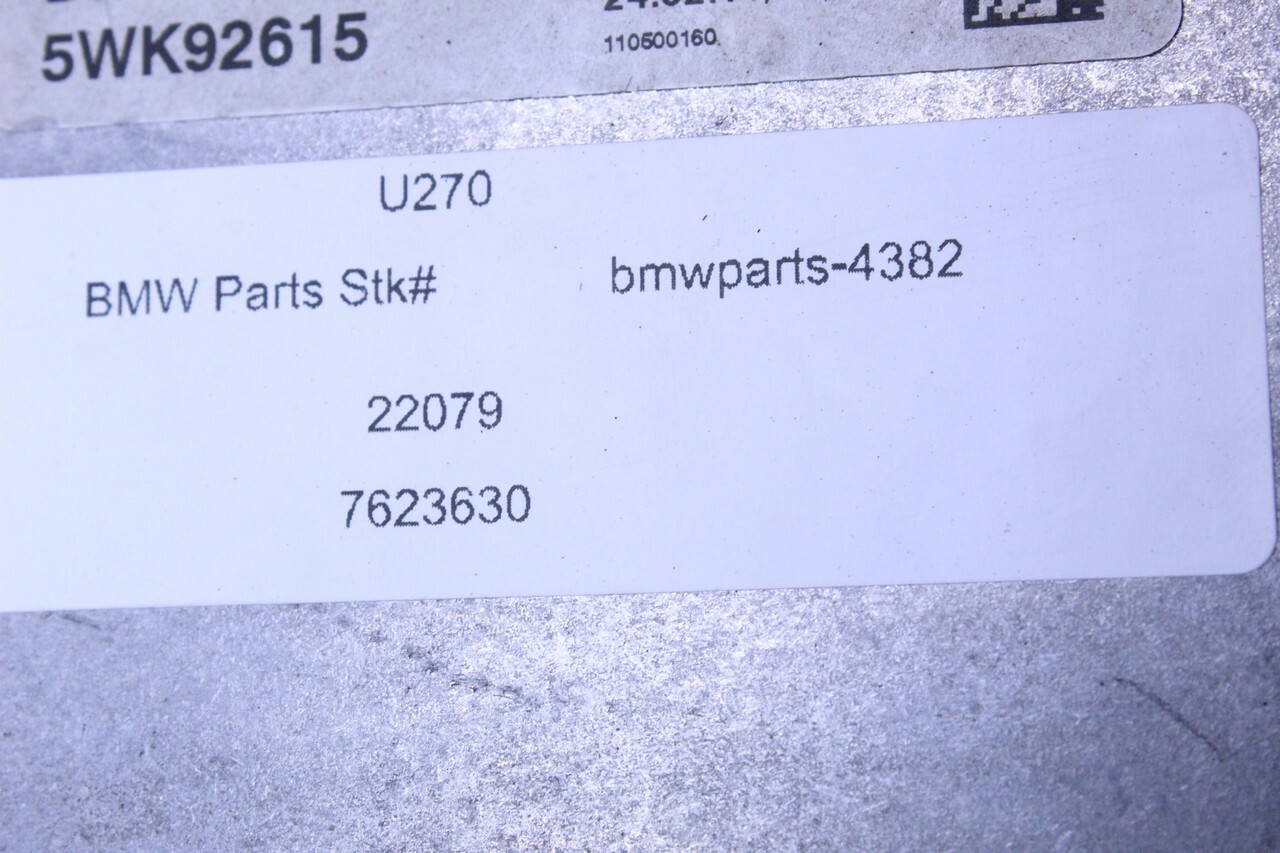 5WK92615
110500160
U270
BMW Parts Stk#
bmwparts-4382
22079
7623630